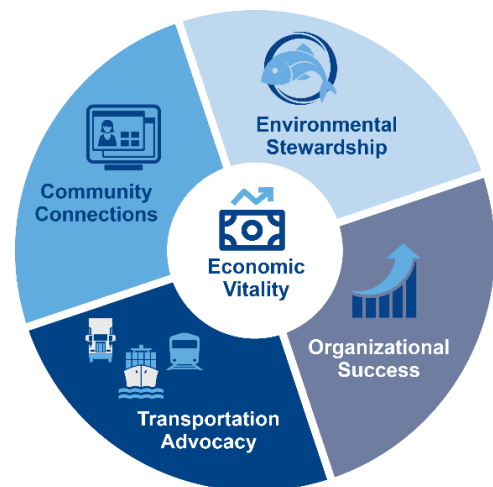 Environmental
Stewardship
Community
Connections
Economic
Vitality
Organizational
Success
Transportation
Advocacy